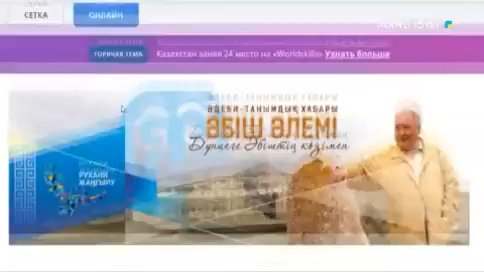 СЕТКА
ОНЛАЙН
ГОРЯЧАЯ ТЕМА
Казахстан занял 24 место на «Worldskills» Узнать больше
ӘДЕБИ-ТАНЫМДЫҚ ХАБАРЫ
ӘБІШ ӘЛЕМІ
Дүниеге Әбіштің көзімен
РУХАНИ
ЖАҢҒЫРУ